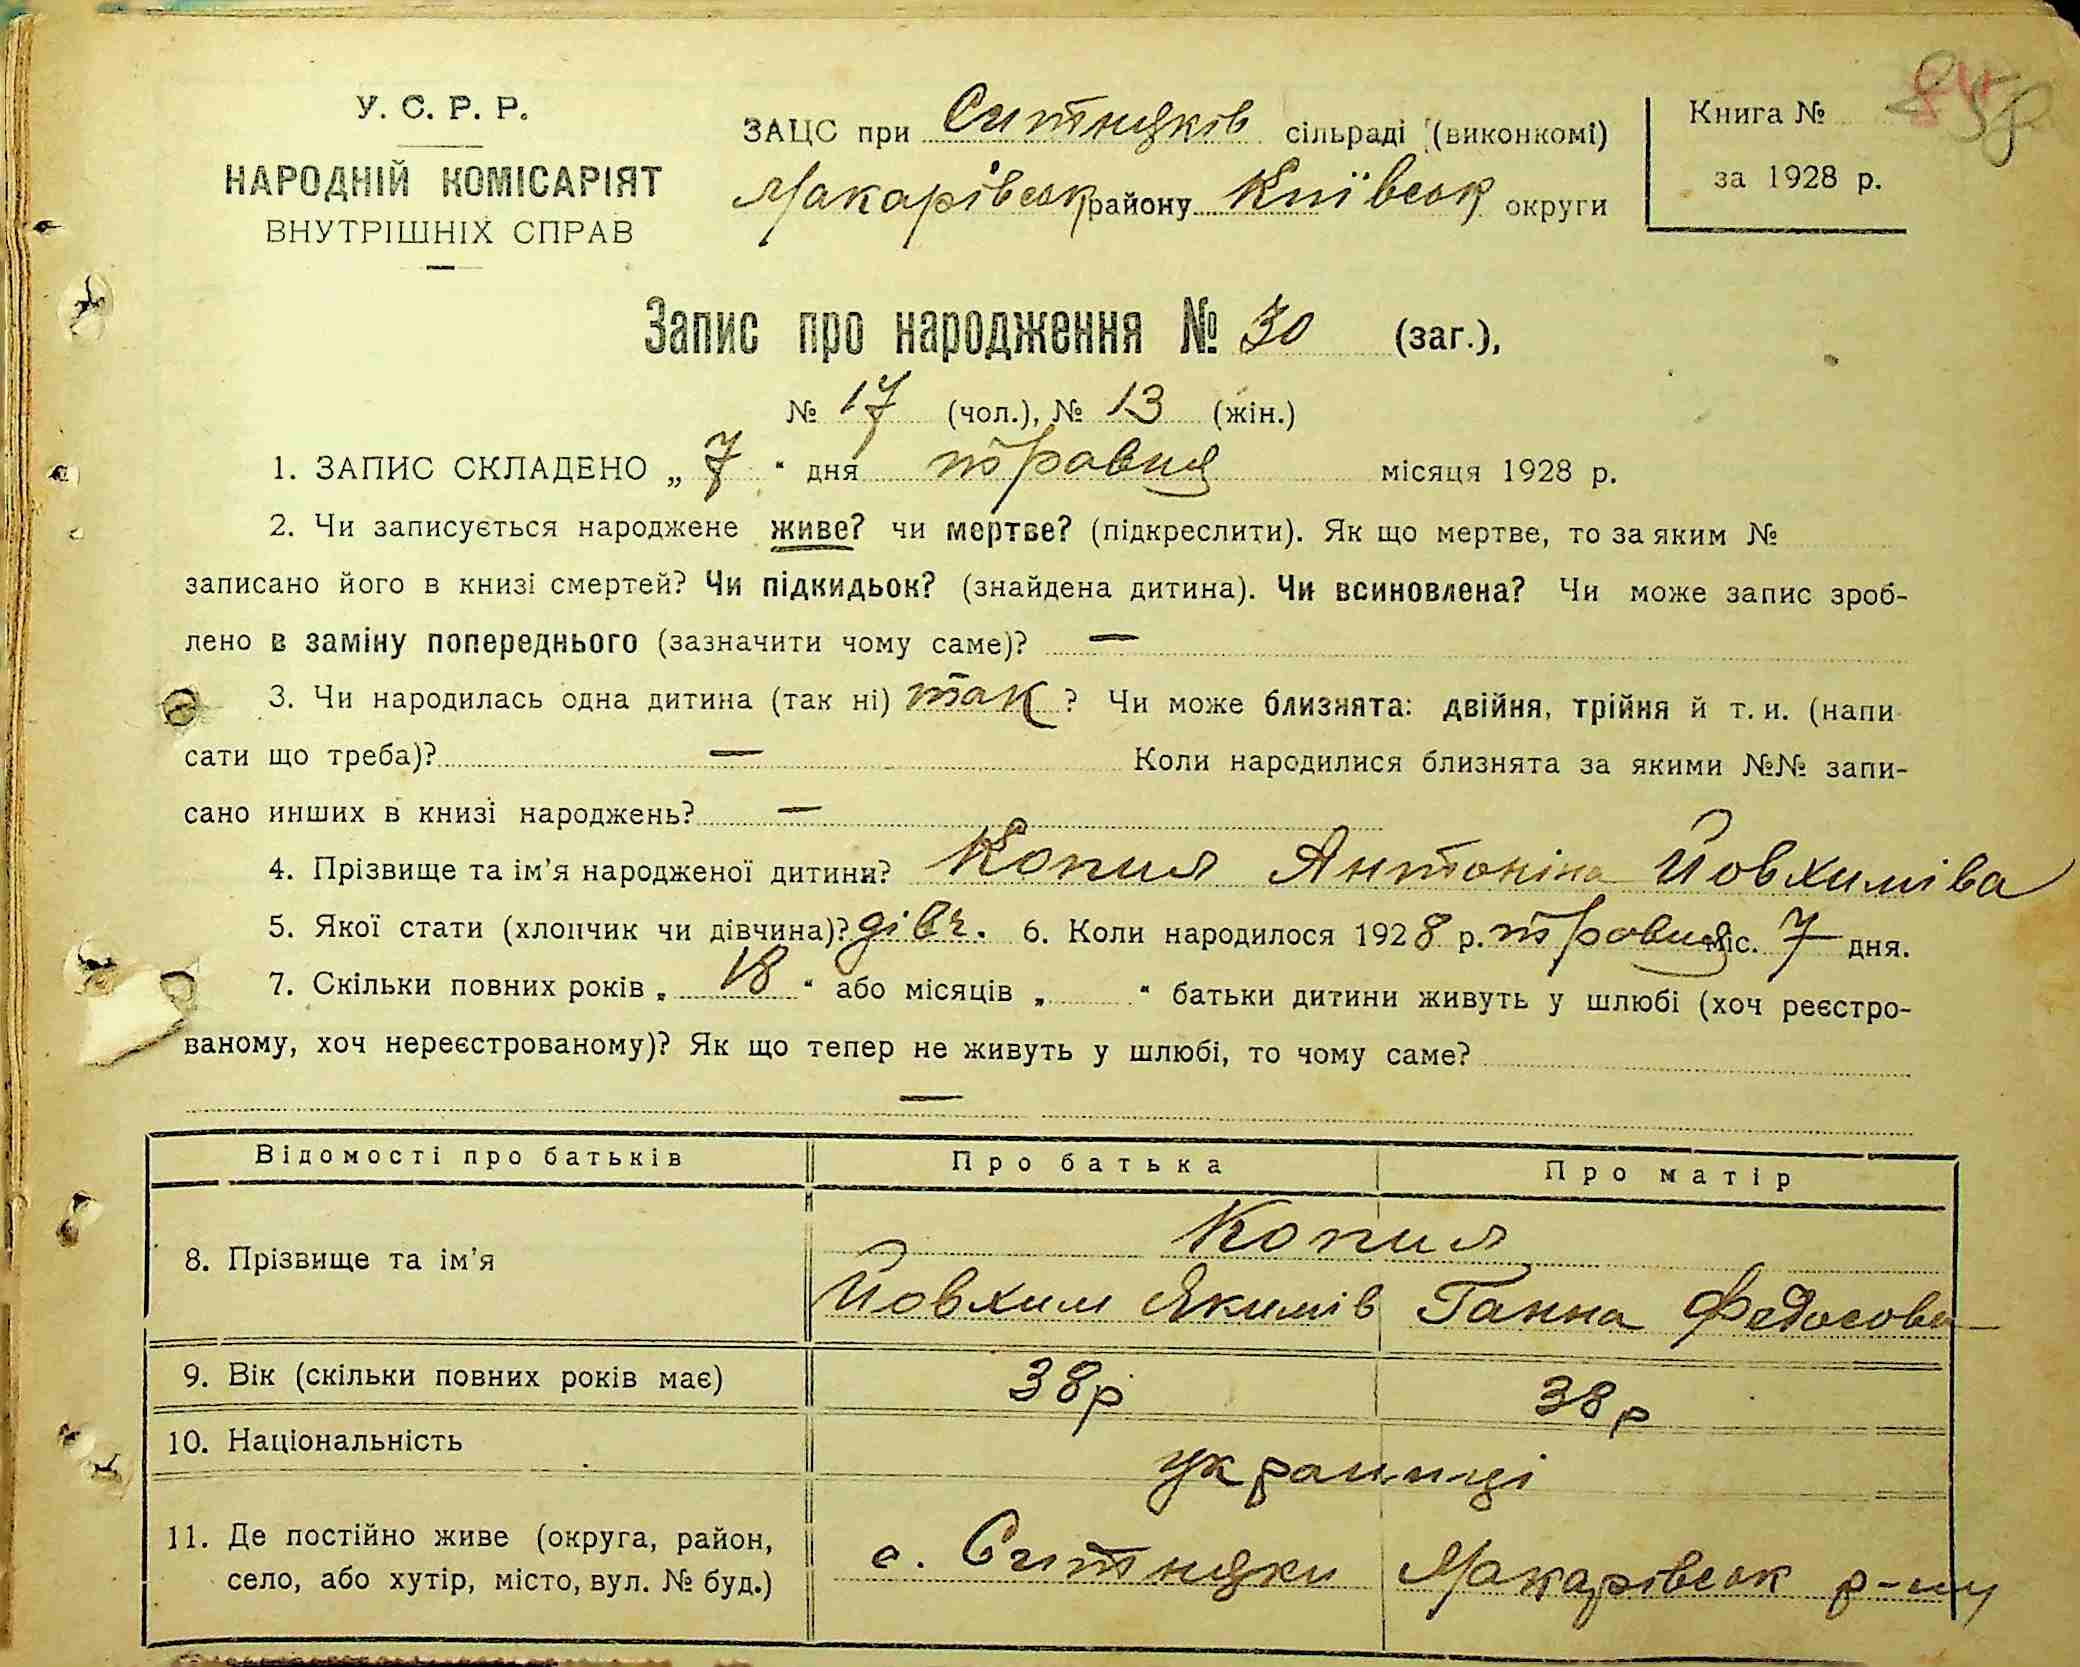 У. С. Р. Р.
НАРОДНІЙ КОМІСАРІЯТ
ВНУТРІШНІХ СПРАВ
ЗАЦС при Ситняків сільраді (виконкомі)
Макарівськ району Київськ округи
Книга №
за 1928 р.
Запис про народження № 30 (заг.),
№ 17 (чол.), № 13 (жін.)
1. ЗАПИС СКЛАДЕНО „ 7 “ дня травня місяця 1928 р.
2. Чи записується народжене живе? чи мертве? (підкреслити). Як що мертве, то за яким №
записано його в книзі смертей? Чи підкидьок? (знайдена дитина). Чи всиновлена? Чи може запис зроб-
лено в заміну попереднього (зазначити чому саме)? —
3. Чи народилась одна дитина (так ні) так ? Чи може близнята: двійня, трійня й т. и. (напи
сати що треба)? — Коли народилися близнята за якими №№ запи-
сано инших в книзі народжень? —
4. Прізвище та ім’я народженої дитини? Копия Антоніна Йовхиміва
5. Якої стати (хлопчик чи дівчина)? дівч. 6. Коли народилося 1928 р. травня міс. 7 дня.
7. Скільки повних років „ 18 “ або місяців „ “ батьки дитини живуть у шлюбі (хоч реєстро-
ваному, хоч нереєстрованому)? Як що тепер не живуть у шлюбі, то чому саме?
—
Відомості про батьків Про батька Про матір
8. Прізвище та ім’я Копия
Йовхим Якимів Ганна Федосова
9. Вік (скільки повних років має) 38р 38р
10. Національність украинці
11. Де постійно живе (округа, район, с. Ситняки Макарівськ р-ну
село, або хутір, місто, вул. № буд.)